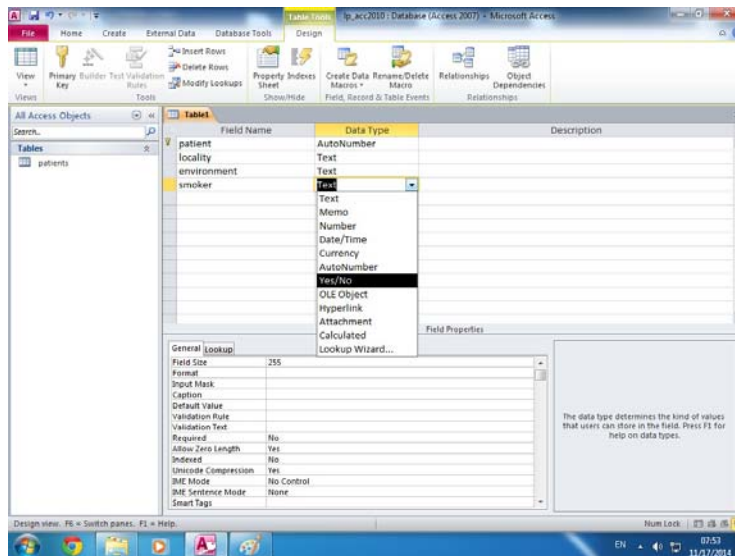 Table Tools
lp_acc2010 : Database (Access 2007) - Microsoft Access
File Home Create External Data Database Tools Design
View
Views
Primary Key
Builder
Test Validation Rules
Insert Rows
Delete Rows
Modify Lookups
Tools
Property Sheet
Indexes
Show/Hide
Create Data Macros
Rename/Delete Macro
Field, Record & Table Events
Relationships
Object Dependencies
Relationships
All Access Objects
Search..
Tables
patients
Table1
Field Name Data Type Description
patient AutoNumber
locality Text
environment Text
smoker Text
Text
Memo
Number
Date/Time
Currency
AutoNumber
Yes/No
OLE Object
Hyperlink
Attachment
Calculated
Lookup Wizard...
Field Properties
General Lookup
Field Size 255
Format
Input Mask
Caption
Default Value
Validation Rule
Validation Text
Required No
Allow Zero Length Yes
Indexed No
Unicode Compression Yes
IME Mode No Control
IME Sentence Mode None
Smart Tags
The data type determines the kind of values
that users can store in the field. Press F1 for
help on data types.
Design view. F6 = Switch panes. F1 = Help.
Num Lock
EN
07:53
11/17/2014